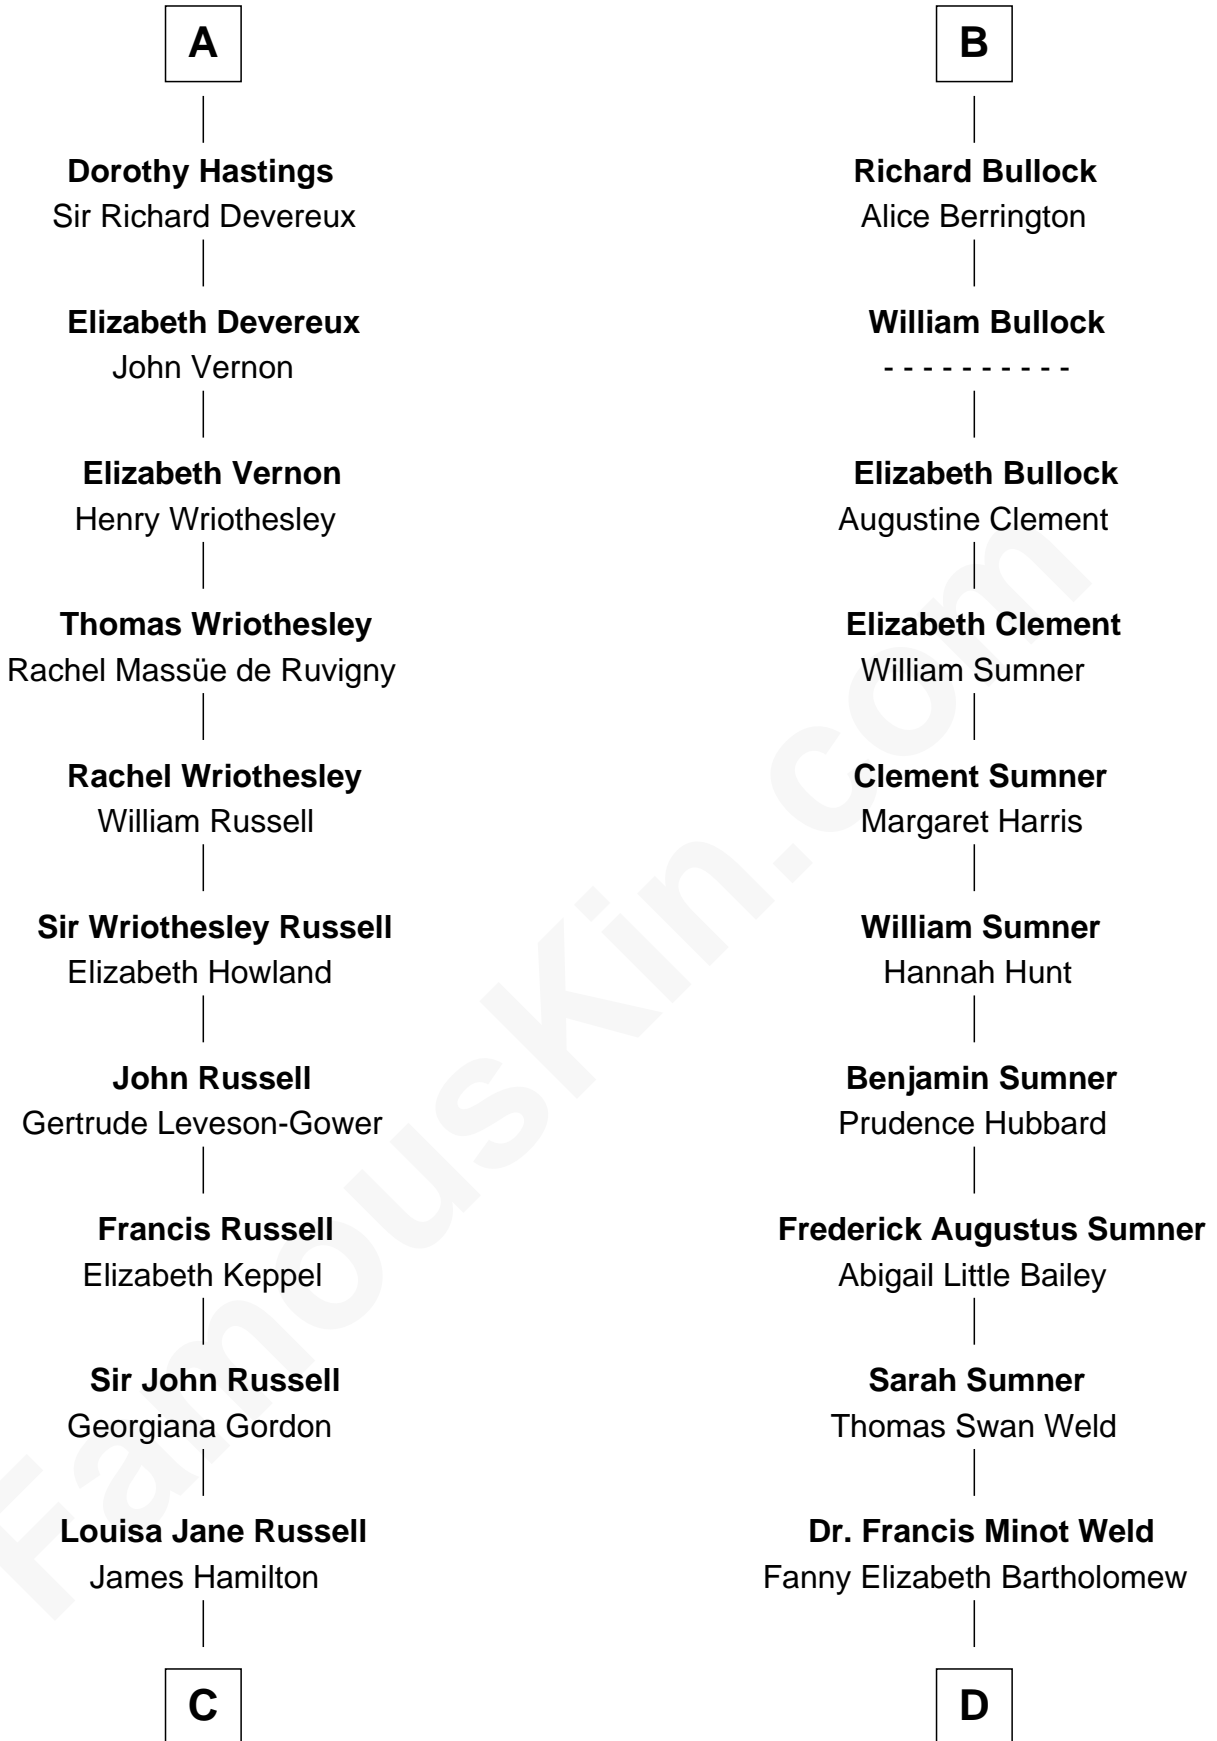 A
Dorothy Hastings
Sir Richard Devereux
Elizabeth Devereux
John Vernon
Elizabeth Vernon
Henry Wriothesley
Thomas Wriothesley
Rachel Massüe de Ruvigny
Rachel Wriothesley
William Russell
Sir Wriothesley Russell
Elizabeth Howland
John Russell
Gertrude Leveson-Gower
Francis Russell
Elizabeth Keppel
Sir John Russell
Georgiana Gordon
Louisa Jane Russell
James Hamilton
C
B
Richard Bullock
Alice Berrington
William Bullock
- - - - - - - - - -
Elizabeth Bullock
Augustine Clement
Elizabeth Clement
William Sumner
Clement Sumner
Margaret Harris
William Sumner
Hannah Hunt
Benjamin Sumner
Prudence Hubbard
Frederick Augustus Sumner
Abigail Little Bailey
Sarah Sumner
Thomas Swan Weld
Dr. Francis Minot Weld
Fanny Elizabeth Bartholomew
D
FamousKin.com